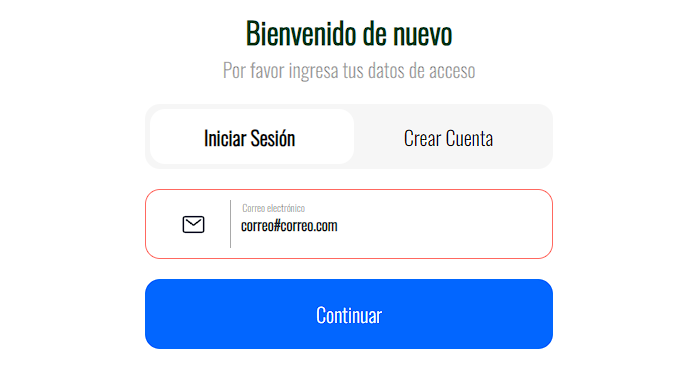 Bienvenido de nuevo
Por favor ingresa tus datos de acceso
Iniciar Sesión
Crear Cuenta
Correo electrónico
correo#correo.com
Continuar